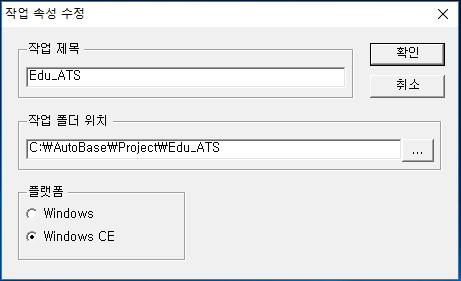 작업 속성 수정
작업 제목
Edu_ATS
확인
취소
작업 폴더 위치
C:₩AutoBase₩Project₩Edu_ATS
...
플랫폼
Windows
Windows CE